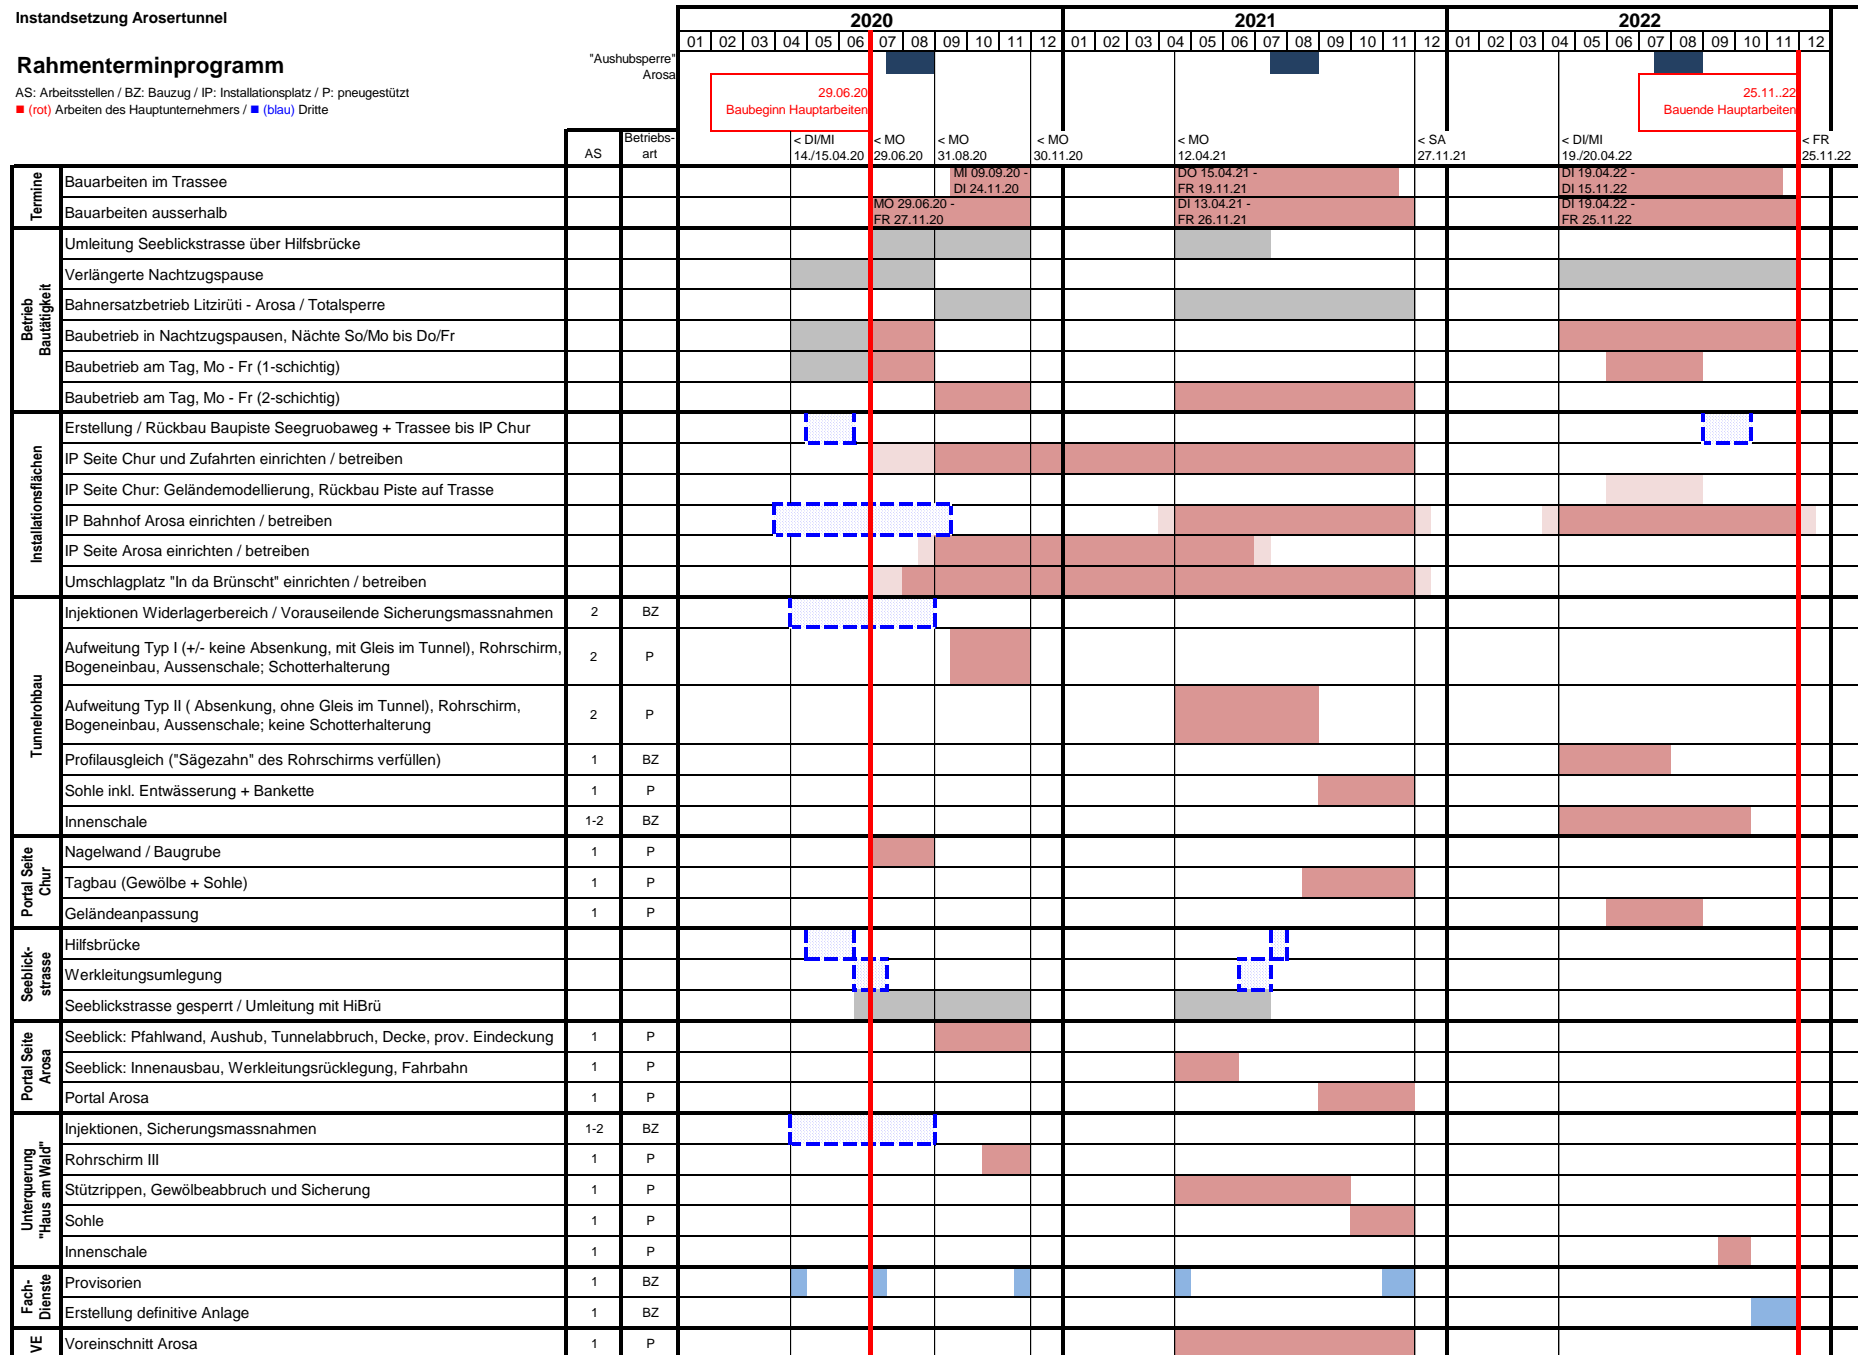 Instandsetzung Arosertunnel
2020 2021 2022
01 02 03 04 05 06 07 08 09 10 11 12 01 02 03 04 05 06 07 08 09 10 11 12 01 02 03 04 05 06 07 08 09 10 11 12
Rahmenterminprogramm
"Aushubsperre"
Arosa
AS: Arbeitsstellen / BZ: Bauzug / IP: Installationsplatz / P: pneugestützt
(rot) Arbeiten des Hauptunternehmers / (blau) Dritte
29.06.20
Baubeginn Hauptarbeiten
25.11..22
Bauende Hauptarbeiten
AS
Betriebs-
art
< DI/MI
14./15.04.20
< MO
29.06.20
< MO
31.08.20
< MO
30.11.20
< MO
12.04.21
< SA
27.11.21
< DI/MI
19./20.04.22
< FR
25.11.22
Termine
Bauarbeiten im Trassee
MI 09.09.20 -
DI 24.11.20
DO 15.04.21 -
FR 19.11.21
DI 19.04.22 -
DI 15.11.22
Bauarbeiten ausserhalb
MO 29.06.20 -
FR 27.11.20
DI 13.04.21 -
FR 26.11.21
DI 19.04.22 -
FR 25.11.22
Betrieb
Bautätigkeit
Umleitung Seeblickstrasse über Hilfsbrücke
Verlängerte Nachtzugspause
Bahnersatzbetrieb Litzirüti - Arosa / Totalsperre
Baubetrieb in Nachtzugspausen, Nächte So/Mo bis Do/Fr
Baubetrieb am Tag, Mo - Fr (1-schichtig)
Baubetrieb am Tag, Mo - Fr (2-schichtig)
Installationsflächen
Erstellung / Rückbau Baupiste Seegruobaweg + Trassee bis IP Chur
IP Seite Chur und Zufahrten einrichten / betreiben
IP Seite Chur: Geländemodellierung, Rückbau Piste auf Trasse
IP Bahnhof Arosa einrichten / betreiben
IP Seite Arosa einrichten / betreiben
Umschlagplatz "In da Brünscht" einrichten / betreiben
Tunnelrohbau
Injektionen Widerlagerbereich / Vorauseilende Sicherungsmassnahmen 2 BZ
Aufweitung Typ I (+/- keine Absenkung, mit Gleis im Tunnel), Rohrschirm,
Bogeneinbau, Aussenschale; Schotterhalterung 2 P
Aufweitung Typ II ( Absenkung, ohne Gleis im Tunnel), Rohrschirm,
Bogeneinbau, Aussenschale; keine Schotterhalterung 2 P
Profilausgleich ("Sägezahn" des Rohrschirms verfüllen) 1 BZ
Sohle inkl. Entwässerung + Bankette 1 P
Innenschale 1-2 BZ
Portal Seite
Chur
Nagelwand / Baugrube 1 P
Tagbau (Gewölbe + Sohle) 1 P
Geländeanpassung 1 P
Seeblick-
strasse
Hilfsbrücke
Werkleitungsumlegung
Seeblickstrasse gesperrt / Umleitung mit HiBrü
Portal Seite
Arosa
Seeblick: Pfahlwand, Aushub, Tunnelabbruch, Decke, prov. Eindeckung 1 P
Seeblick: Innenausbau, Werkleitungsrücklegung, Fahrbahn 1 P
Portal Arosa 1 P
Unterquerung
"Haus am Wald"
Injektionen, Sicherungsmassnahmen 1-2 BZ
Rohrschirm III 1 P
Stützrippen, Gewölbeabbruch und Sicherung 1 P
Sohle 1 P
Innenschale 1 P
Fach-
Dienste
Provisorien 1 BZ
Erstellung definitive Anlage 1 BZ
VE
Voreinschnitt Arosa 1 P